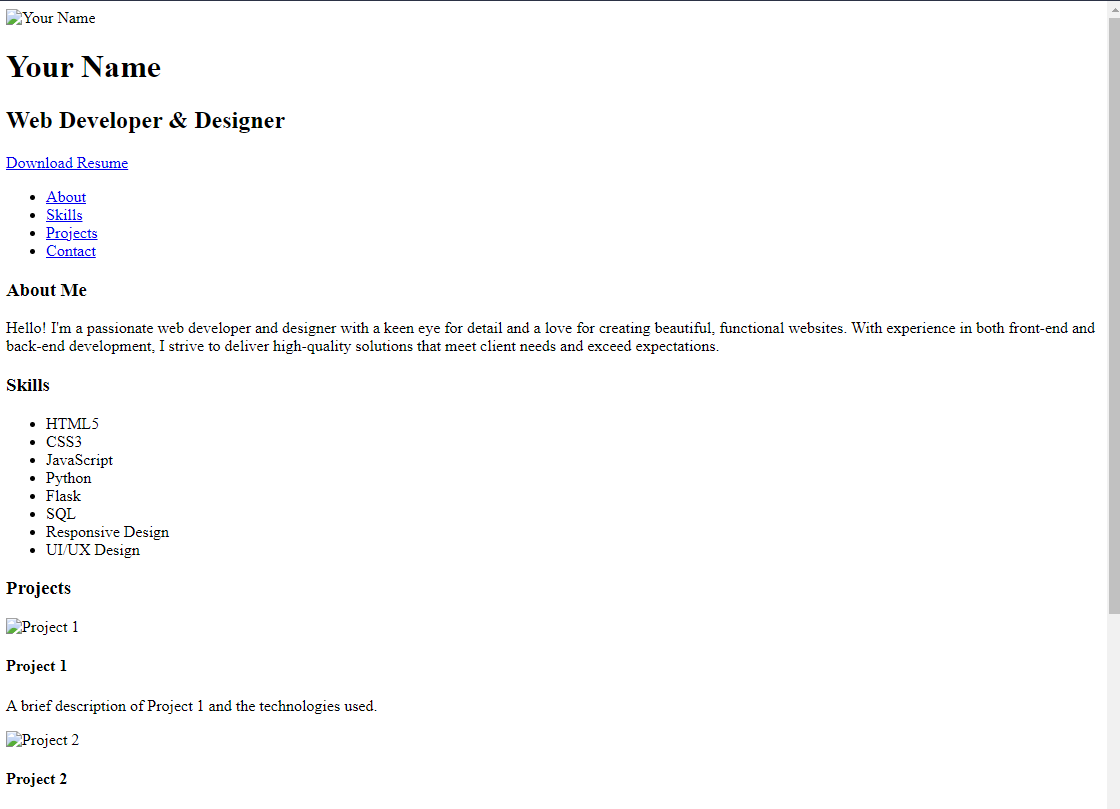 Your Name
Your Name
Web Developer & Designer
Download Resume
About
Skills
Projects
Contact
About Me
Hello! I'm a passionate web developer and designer with a keen eye for detail and a love for creating beautiful, functional websites. With experience in both front-end and
back-end development, I strive to deliver high-quality solutions that meet client needs and exceed expectations.
Skills
HTML5
CSS3
JavaScript
Python
Flask
SQL
Responsive Design
UI/UX Design
Projects
Project 1
Project 1
A brief description of Project 1 and the technologies used.
Project 2
Project 2